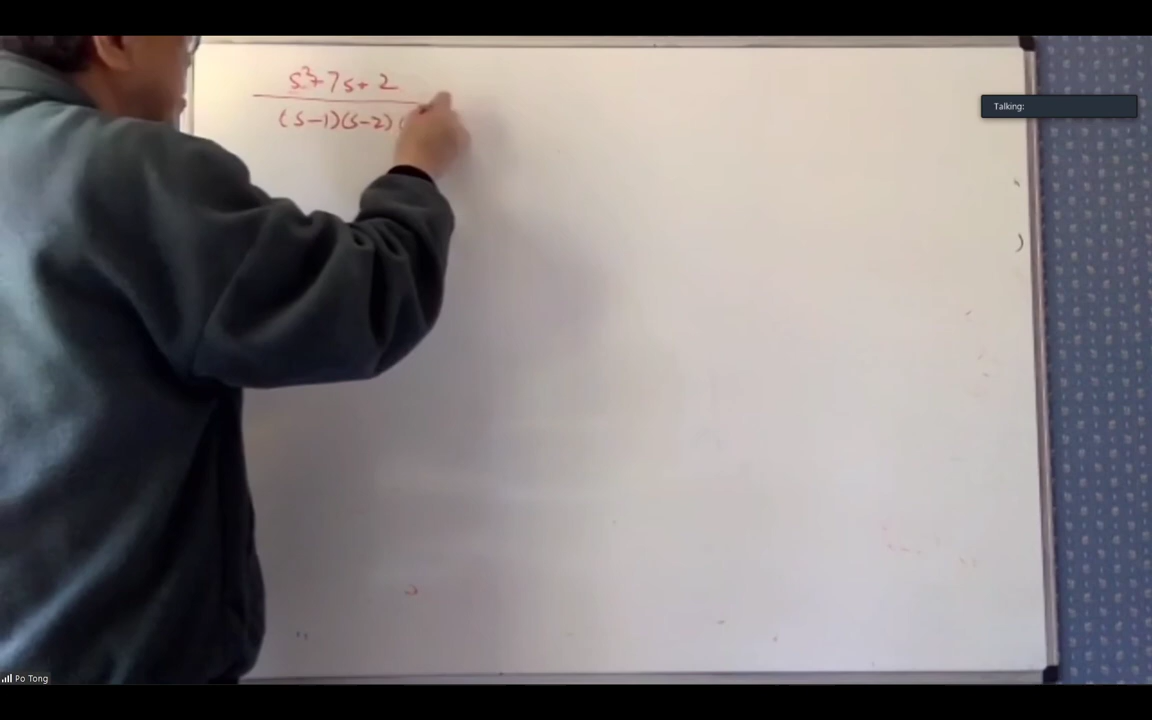 s²+7s+2
(s-1)(s-2)(
Talking:
)
Po Tong